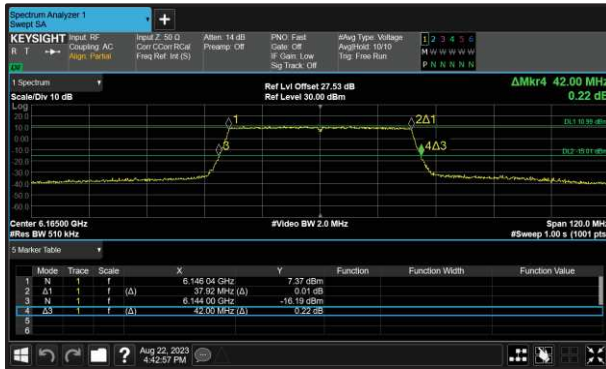 Spectrum Analyzer 1
Swept SA
+
KEYSIGHT Input: RF Input Z: 50 Ω Atten: 14 dB PNO: Fast #Avg Type: Voltage 1 2 3 4 5 6
R T Coupling: AC Corr CCorr RCal Preamp: Off Gate: Off Avg|Hold: 10/10 M W W W W W
Align: Partial Freq Ref: Int (S) IF Gain: Low Trig: Free Run P N N N N N
Sig Track: Off
1 Spectrum Ref Lvl Offset 27.53 dB ΔMkr4 42.00 MHz
Scale/Div 10 dB Ref Level 30.00 dBm 0.22 dB
Log
20.0 1 2Δ1 DL1 10.99 dBm
10.0
0.00
-10.0 3 4Δ3 DL2 -15.01 dBm
-20.0
-30.0
-40.0
-50.0
-60.0
Center 6.16500 GHz #Video BW 2.0 MHz Span 120.0 MHz
#Res BW 510 kHz #Sweep 1.00 s (1001 pts)
5 Marker Table
Mode Trace Scale X Y Function Function Width Function Value
1 N 1 f 6.146 04 GHz 7.37 dBm
2 Δ1 1 f (Δ) 37.92 MHz (Δ) 0.01 dB
3 N 1 f 6.144 00 GHz -16.19 dBm
4 Δ3 1 f (Δ) 42.00 MHz (Δ) 0.22 dB
5
6
? Aug 22, 2023
4:42:57 PM